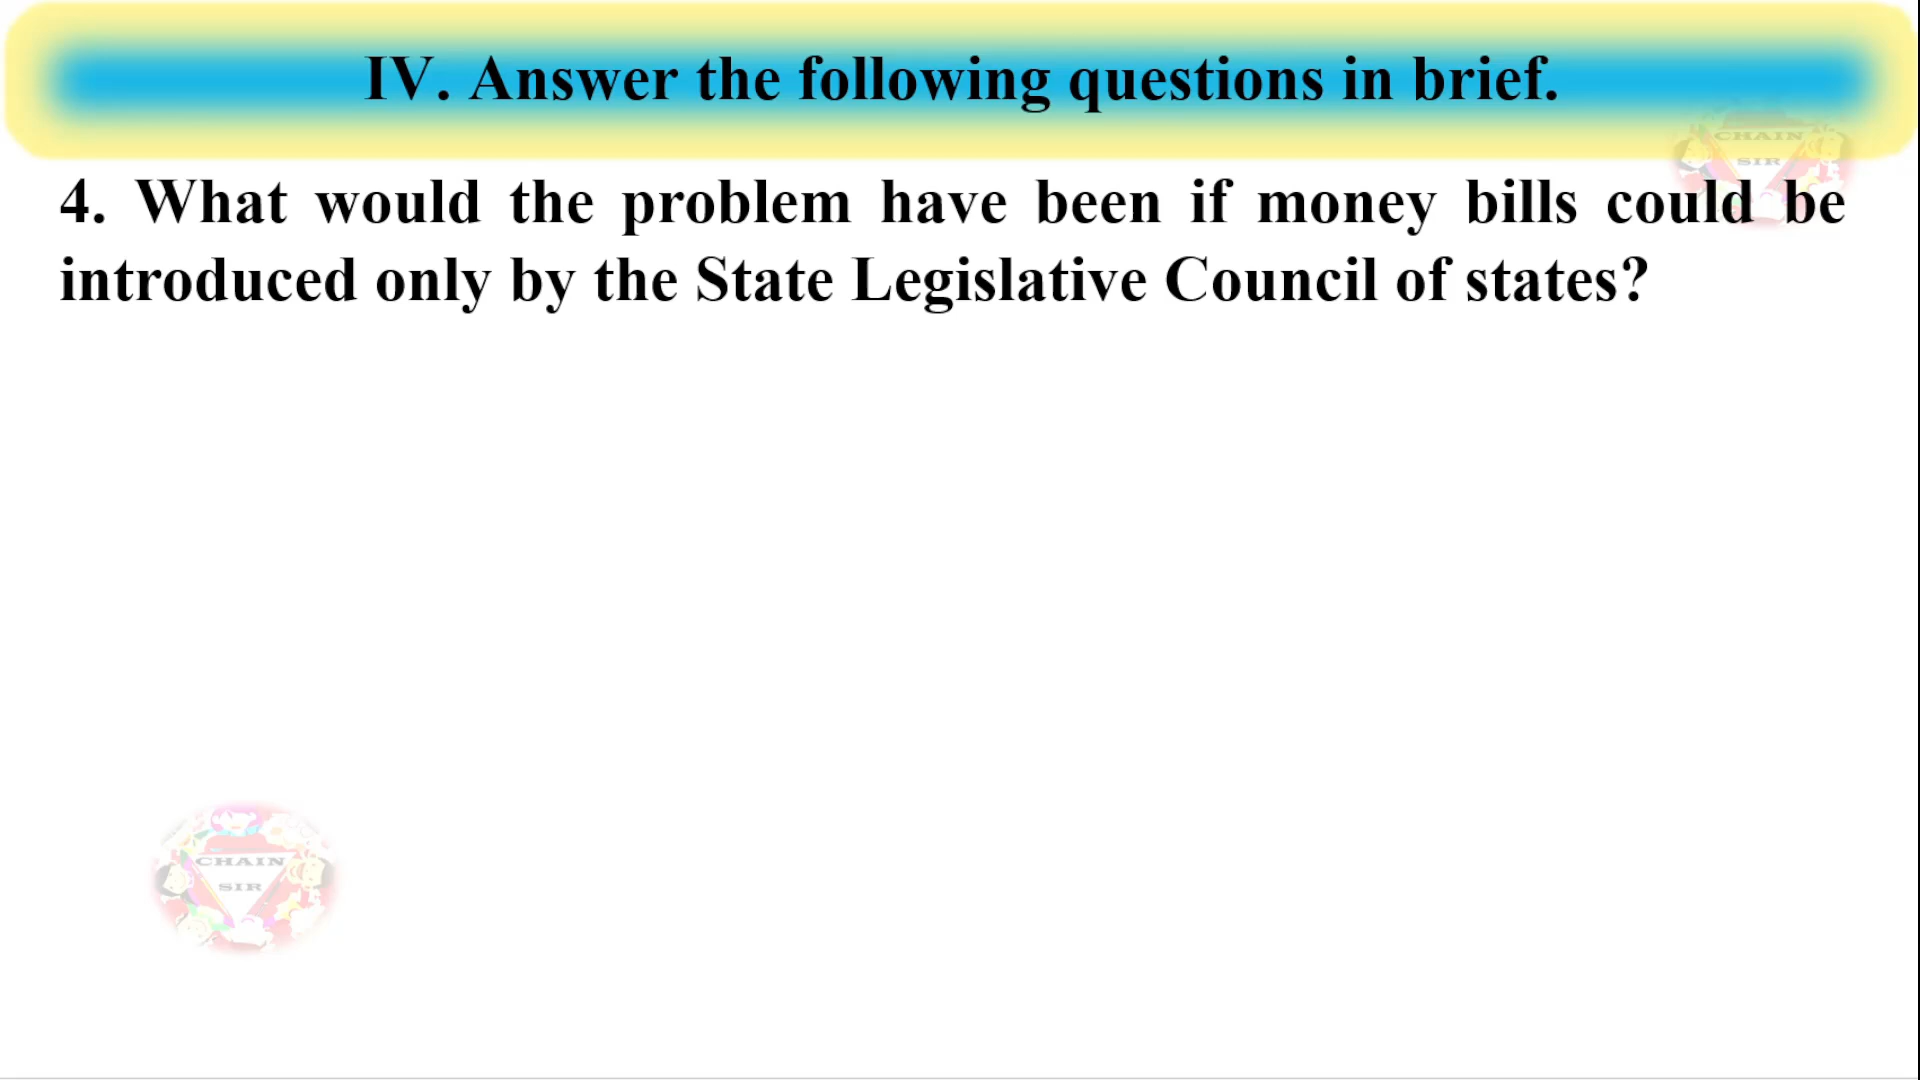 IV. Answer the following questions in brief.
CHAIN
SIR
4. What would the problem have been if money bills could be
introduced only by the State Legislative Council of states?
CHAIN
SIR